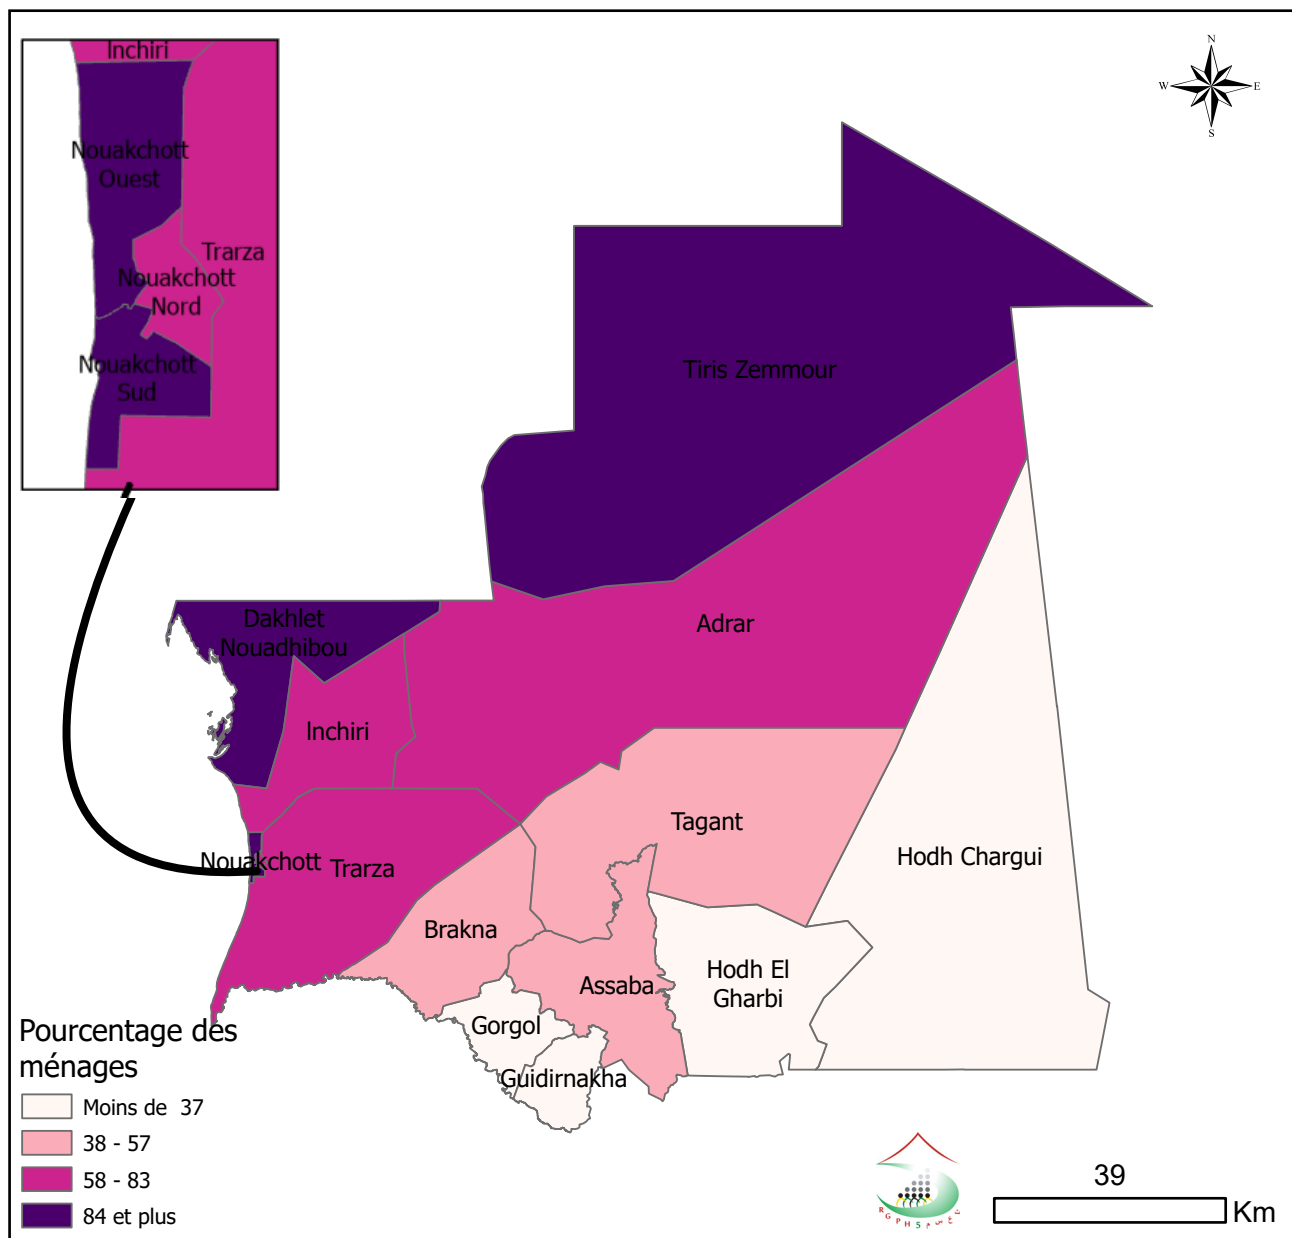 Inchiri
Nouakchott
Ouest
Trarza
Nouakchott
Nord
Nouakchott
Sud
N
W
E
S
Tiris Zemmour
Dakhlet
Nouadhibou
Adrar
Inchiri
Tagant
Nouakchott
Trarza
Hodh Chargui
Brakna
Assaba
Hodh El
Gharbi
Gorgol
Guidirnakha
Pourcentage des
ménages
Moins de 37
38 - 57
58 - 83
84 et plus
R G P H 5
39
Km